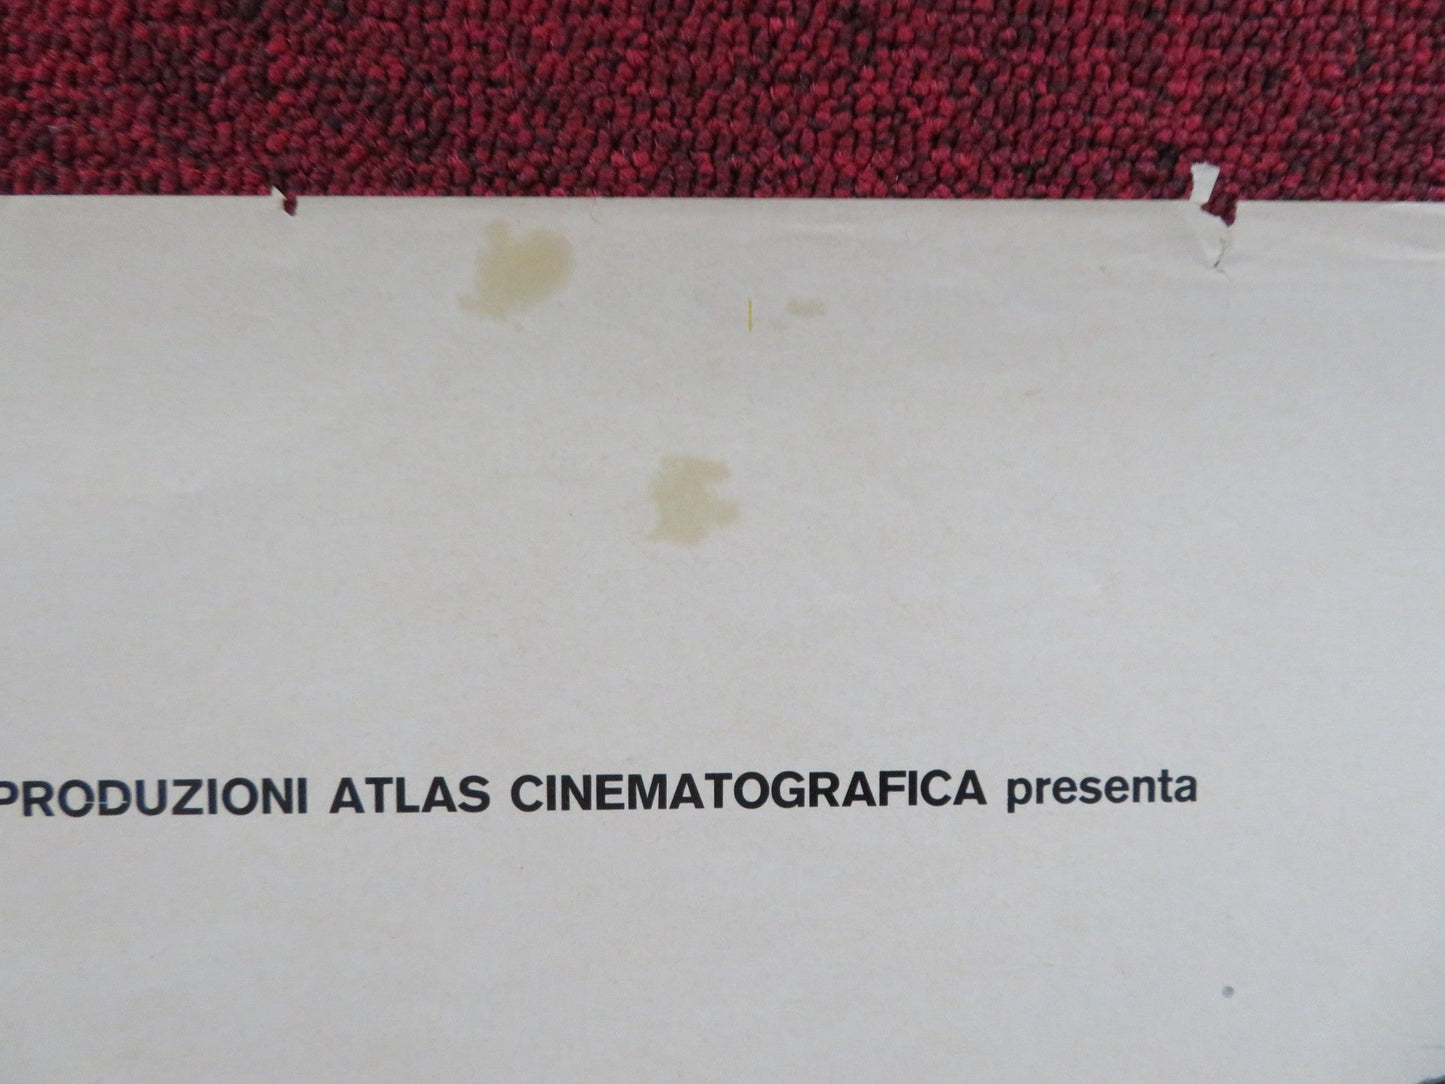 PRODUZIONI ATLAS CINEMATOGRAFICA presenta